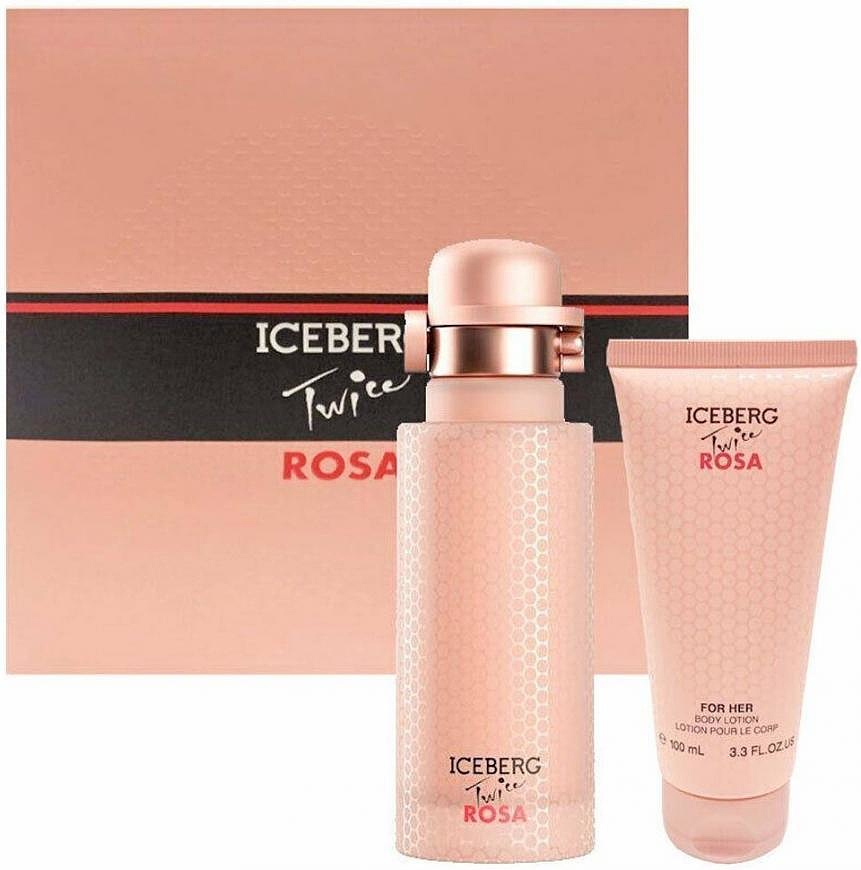 ICEBER
Twice
ROSA
ICEBERG
Twice
ROSA
ICEBERG
Twice
ROSA
FOR HER
BODY LOTION
LOTION POUR LE CORP
e 100 mL 3.3 FL.OZ.US